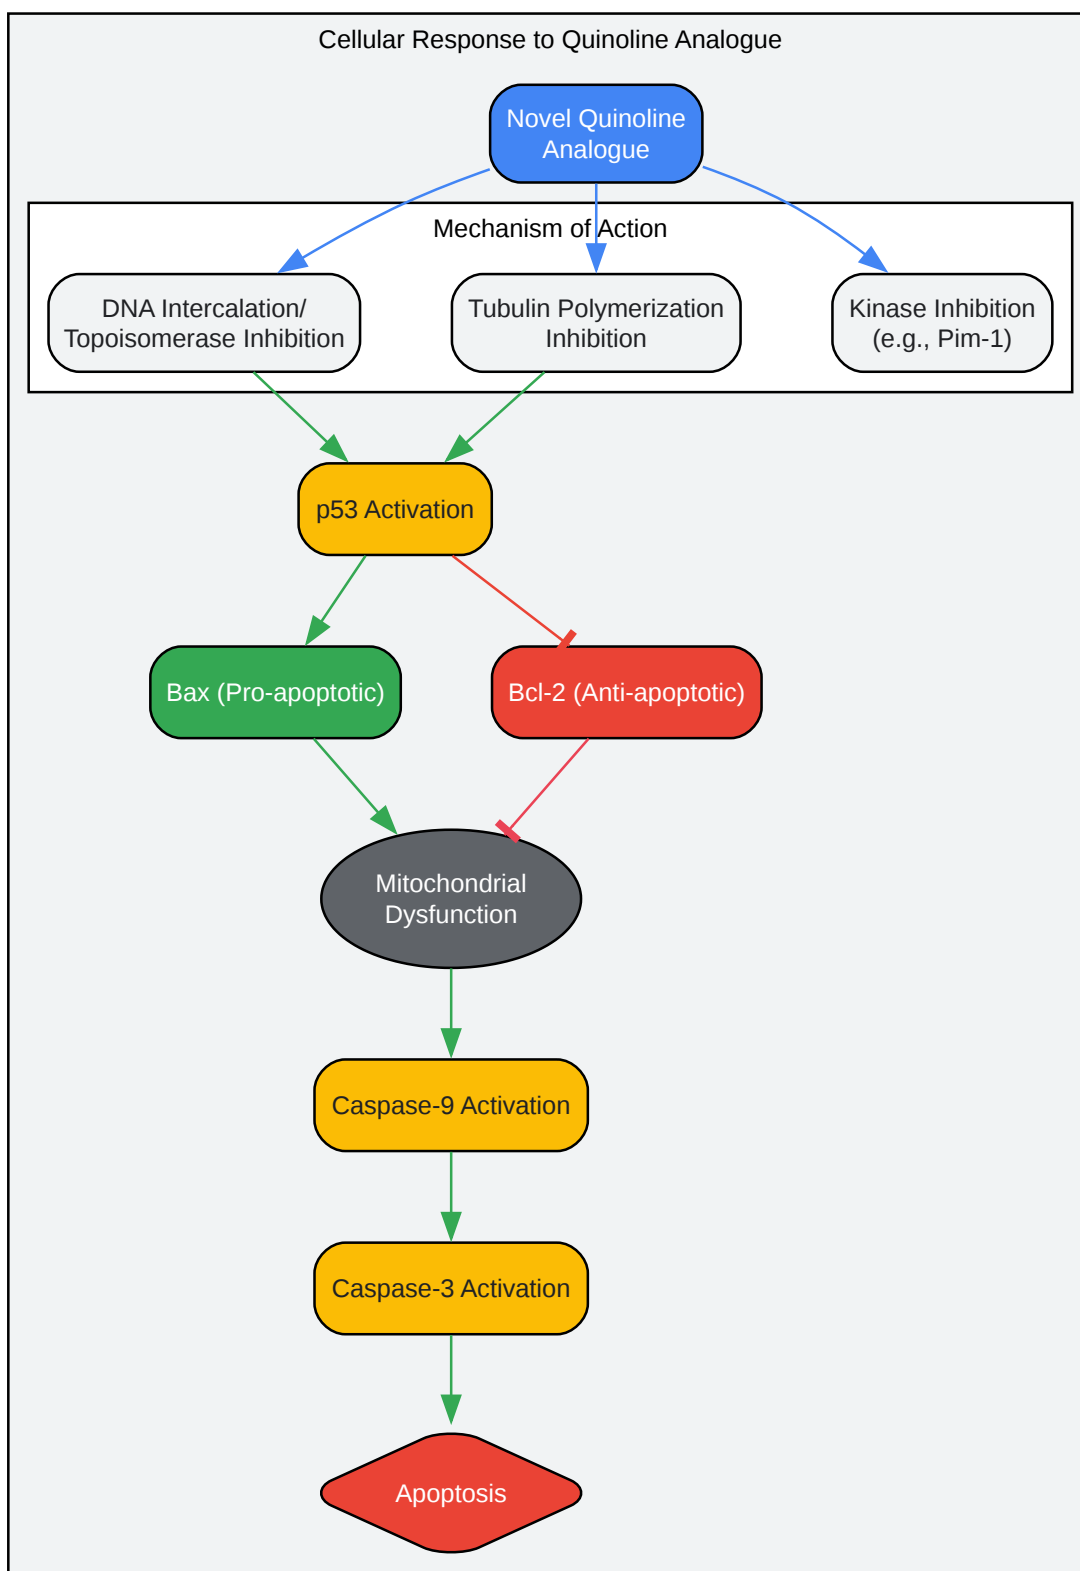 Cellular Response to Quinoline Analogue
Novel Quinoline
Analogue
Mechanism of Action
DNA Intercalation/
Topoisomerase Inhibition
Tubulin Polymerization
Inhibition
Kinase Inhibition
(e.g., Pim-1)
p53 Activation
Bax (Pro-apoptotic)
Bcl-2 (Anti-apoptotic)
Mitochondrial
Dysfunction
Caspase-9 Activation
Caspase-3 Activation
Apoptosis